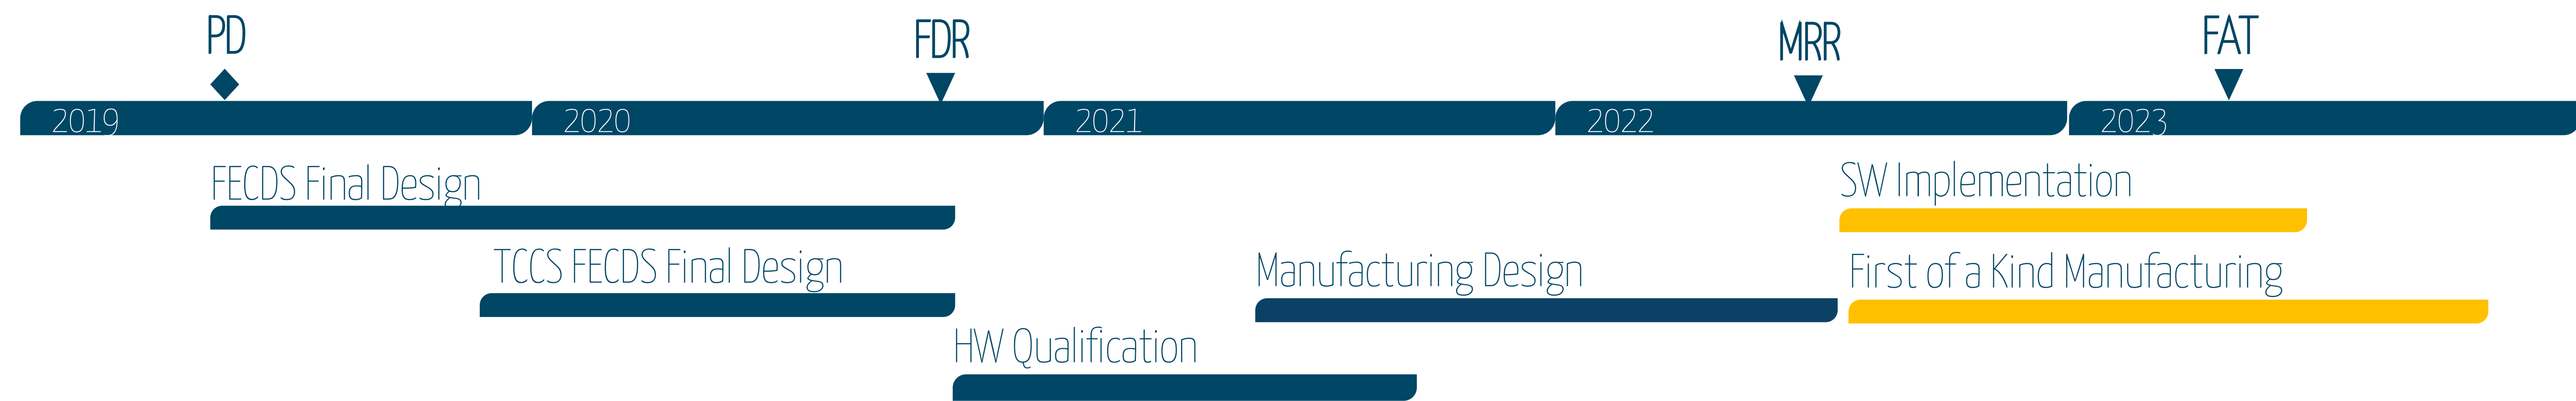 PD
FDR
MRR
FAT
2019
2020
2021
2022
2023
FECDS Final Design
SW Implementation
TCCS FECDS Final Design
Manufacturing Design
First of a Kind Manufacturing
HW Qualification